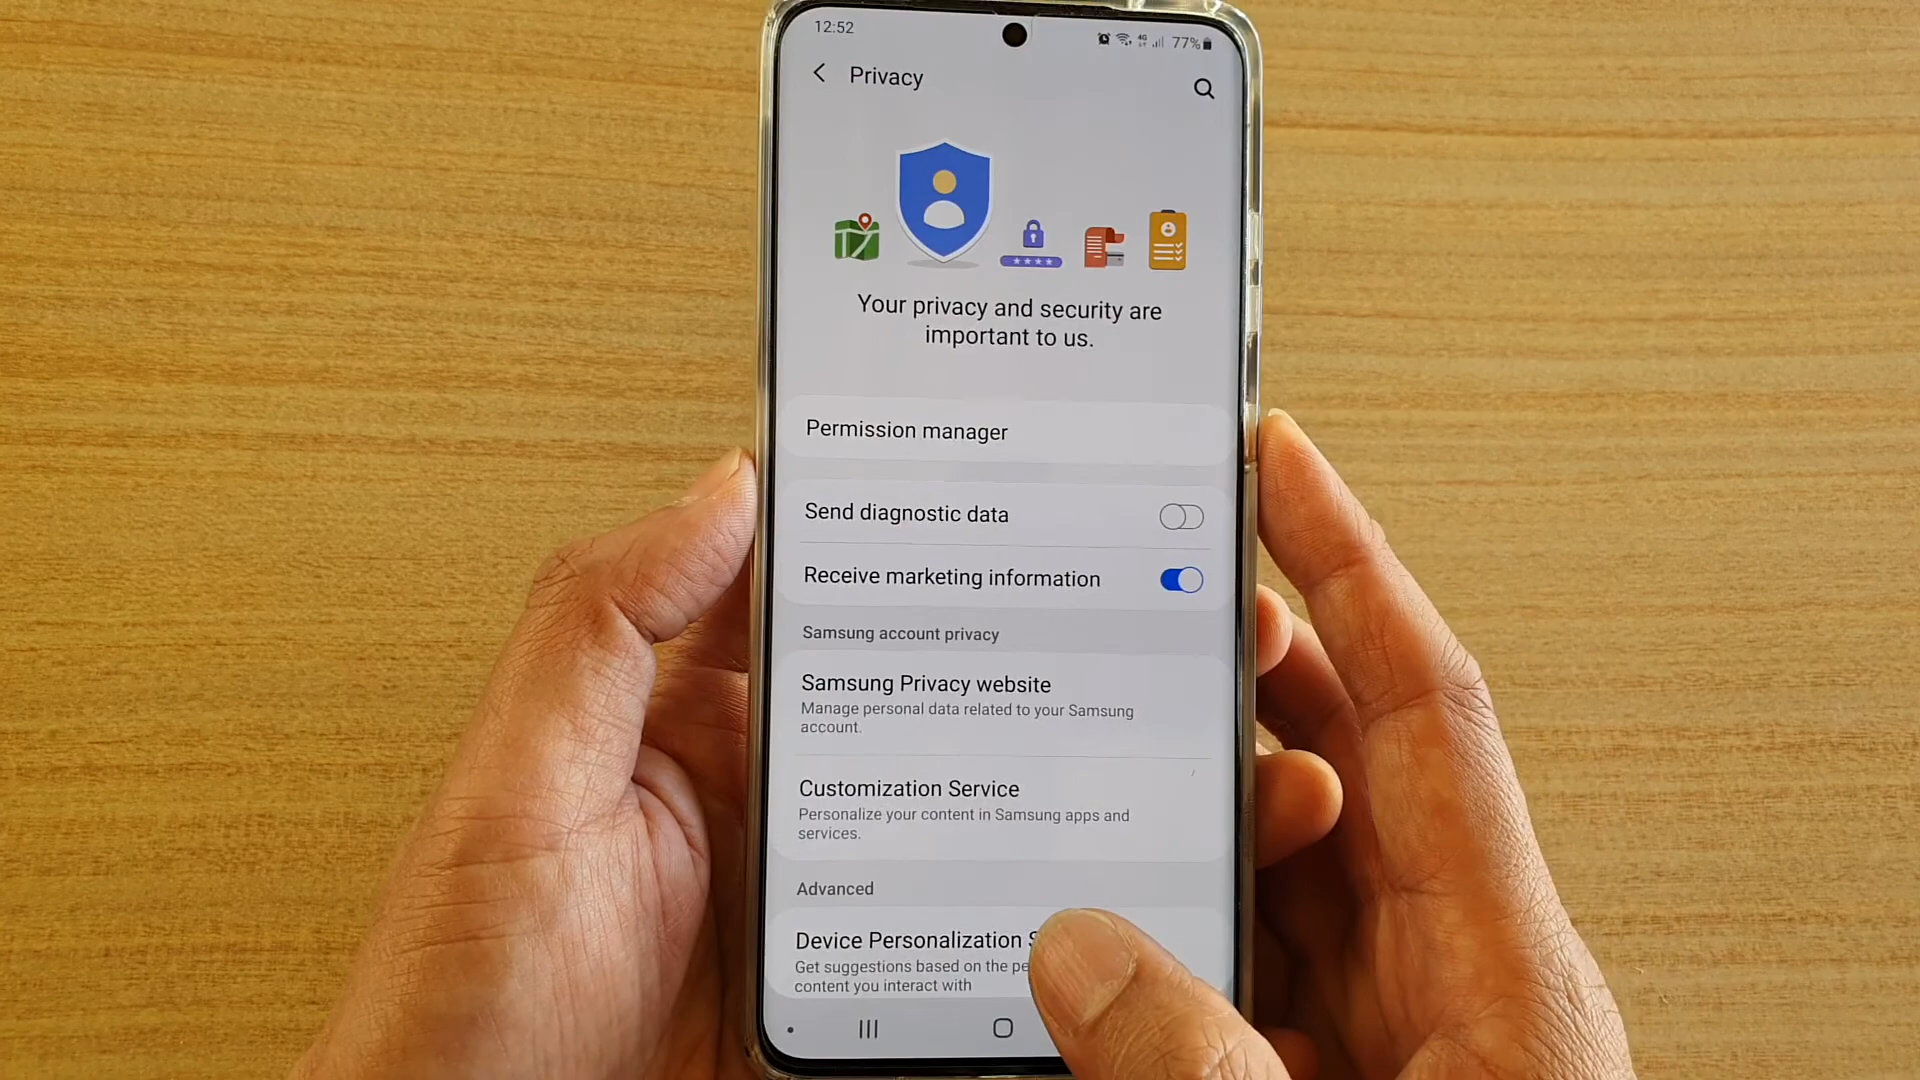 12:52
4G
77%
Privacy
Your privacy and security are
important to us.
Permission manager
Send diagnostic data
Receive marketing information
Samsung account privacy
Samsung Privacy website
Manage personal data related to your Samsung
account.
Customization Service
Personalize your content in Samsung apps and
services.
Advanced
Device Personalization
Get suggestions based on the
content you interact with